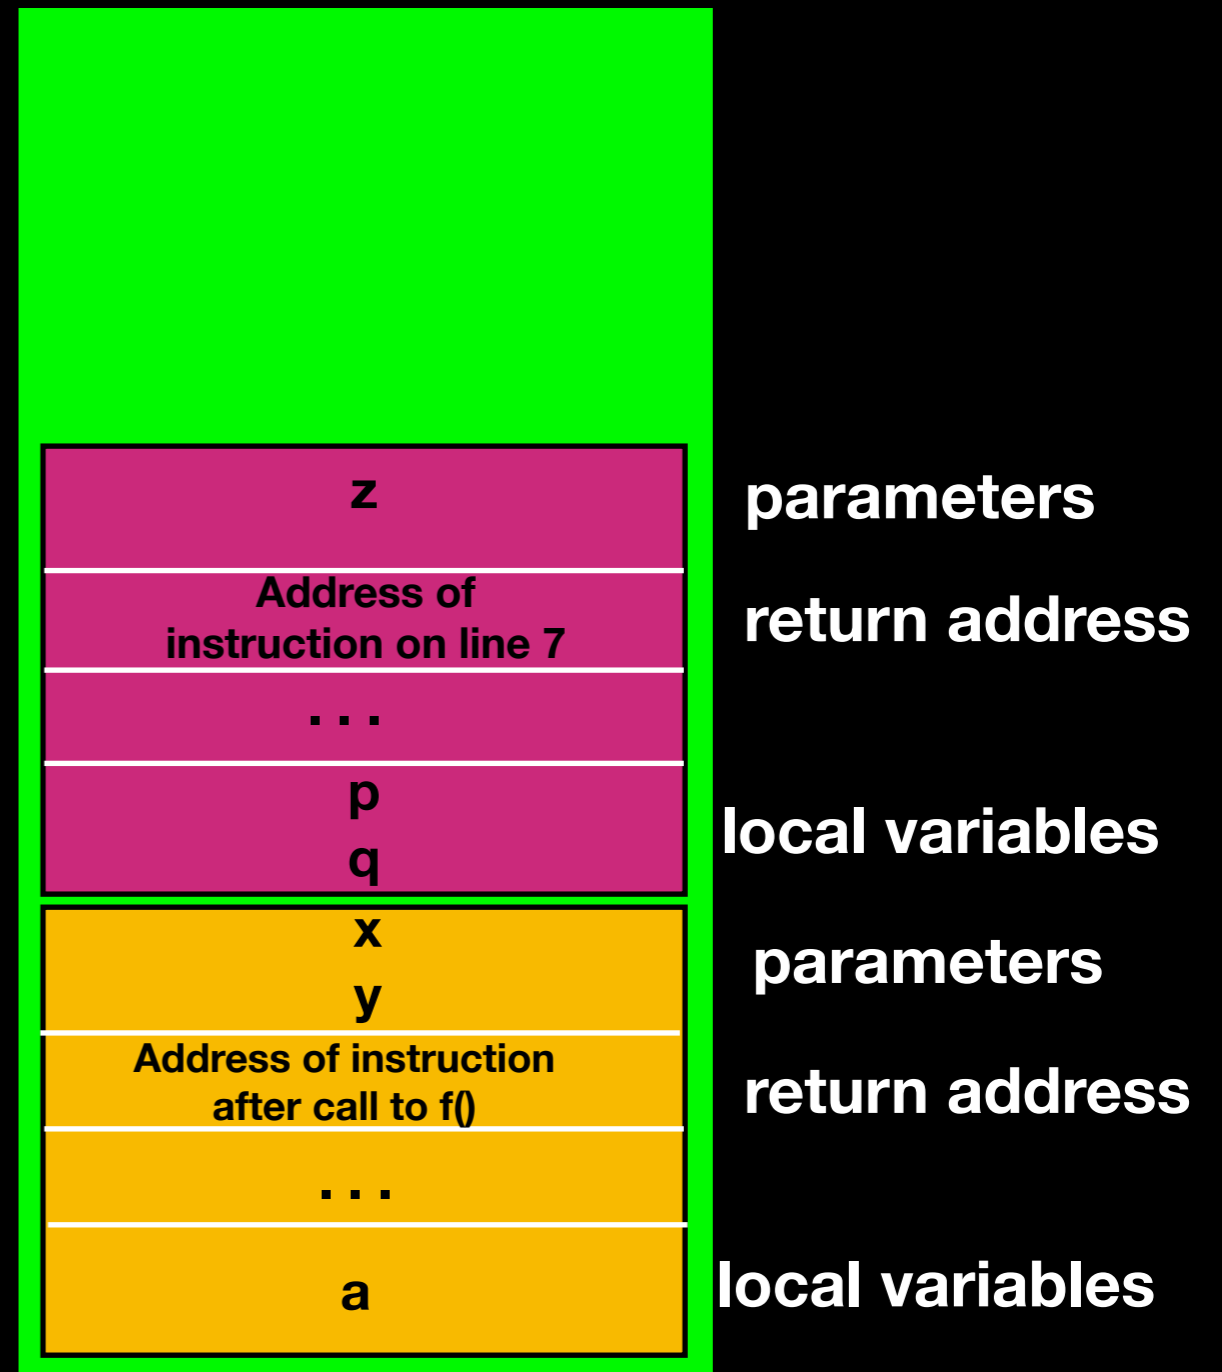 z
parameters
Address of
instruction on line 7
return address
...
p
q
local variables
x
y
parameters
Address of instruction
after call to f()
return address
...
a
local variables